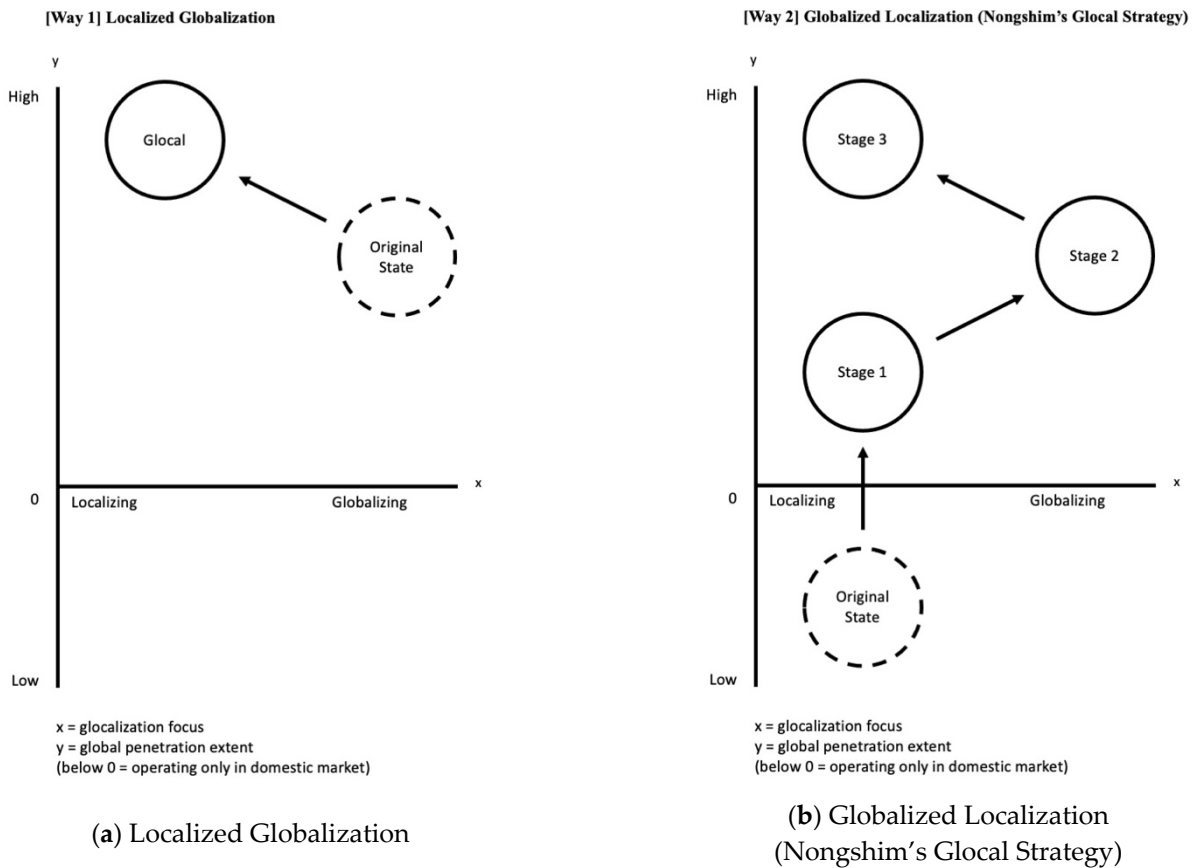 [Way 1] Localized Globalization
y
High
Glocal
Original
State
x
0
Localizing
Globalizing
Low
x = glocalization focus
y = global penetration extent
(below 0 = operating only in domestic market)
(a) Localized Globalization
[Way 2] Globalized Localization (Nongshim's Glocal Strategy)
y
High
Stage 3
Stage 2
Stage 1
x
0
Localizing
Globalizing
Original
State
Low
x = glocalization focus
y = global penetration extent
(below 0 = operating only in domestic market)
(b) Globalized Localization
(Nongshim's Glocal Strategy)